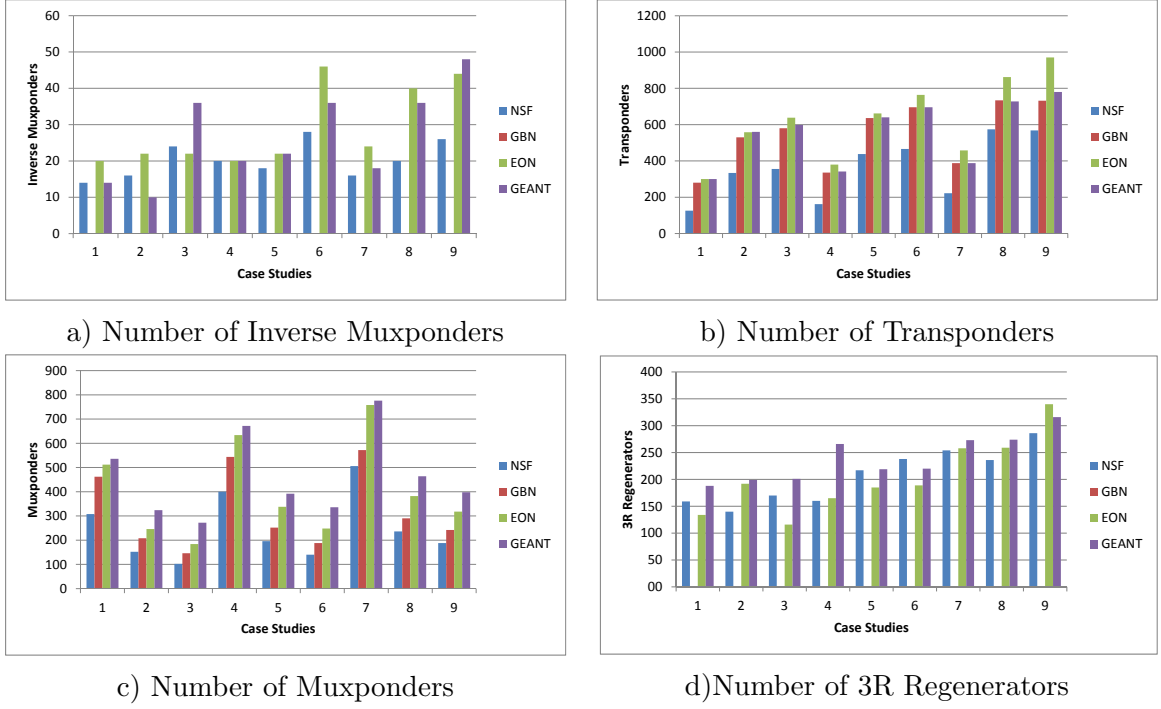 60
50
40
30
20
10
0
Inverse Muxponders
1 2 3 4 5 6 7 8 9
Case Studies
NSF
GBN
EON
GEANT
a) Number of Inverse Muxponders
1200
1000
800
600
400
200
0
Transponders
1 2 3 4 5 6 7 8 9
Case Studies
NSF
GBN
EON
GEANT
b) Number of Transponders
900
800
700
600
500
400
300
200
100
0
Muxponders
1 2 3 4 5 6 7 8 9
Case Studies
NSF
GBN
EON
GEANT
c) Number of Muxponders
400
350
300
250
200
150
100
50
00
3R Regenerators
1 2 3 4 5 6 7 8 9
Case Studies
NSF
GBN
EON
GEANT
d)Number of 3R Regenerators